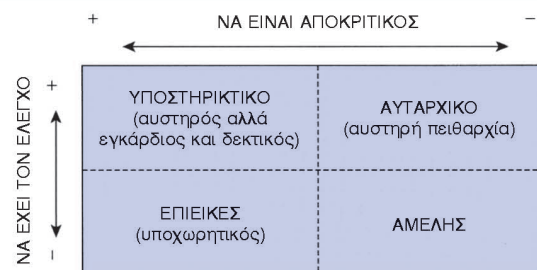 ΝΑ ΕΙΝΑΙ ΑΠΟΚΡΙΤΙΚΟΣ
+
−
ΝΑ ΕΧΕΙ ΤΟΝ ΕΛΕΓΧΟ
+
−
ΥΠΟΣΤΗΡΙΚΤΙΚΟ
(αυστηρός αλλά
εγκάρδιος και δεκτικός)
ΑΥΤΑΡΧΙΚΟ
(αυστηρή πειθαρχία)
ΕΠΙΕΙΚΕΣ
(υποχωρητικός)
ΑΜΕΛΗΣ